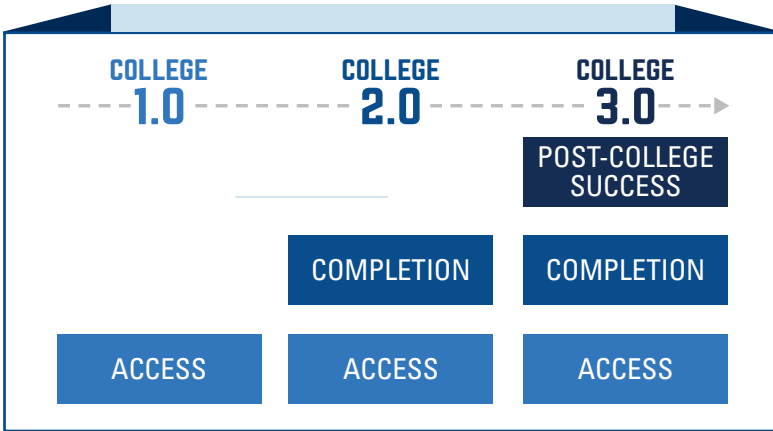 COLLEGE COLLEGE COLLEGE
1.0 2.0 3.0
POST-COLLEGE
SUCCESS
COMPLETION COMPLETION
ACCESS ACCESS ACCESS